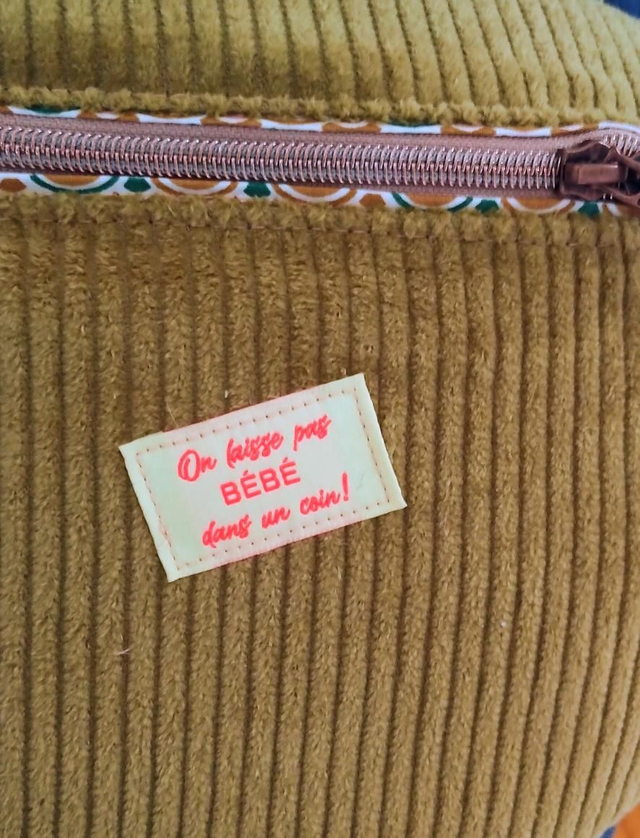 On laisse pas
BÉBÉ
dans un coin!